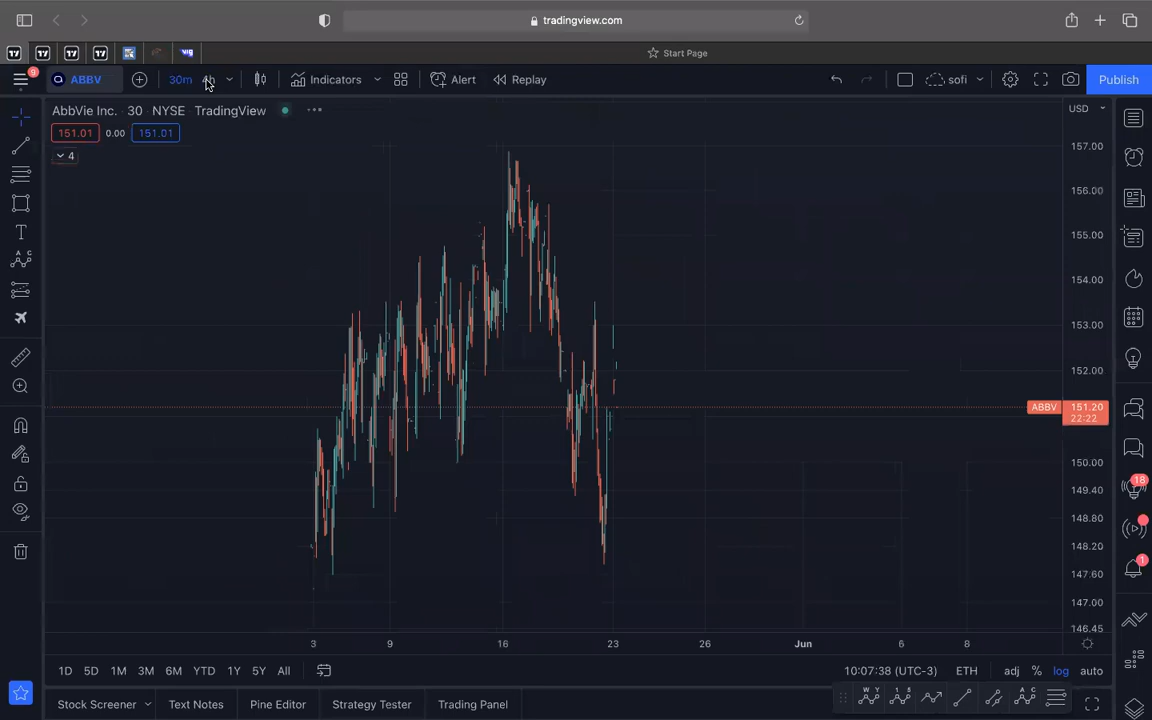 tradingview.com
Start Page
9
ABBV
30m
4h
Indicators
Alert
Replay
sofi
Publish
AbbVie Inc. 30 NYSE TradingView
USD
151.01 0.00 151.01
4
157.00
156.00
155.00
154.00
153.00
152.00
ABBV 151.20
22:22
150.00
149.40
148.80
148.20
147.60
147.00
146.45
18
1
3 9 16 23 26 Jun 6 8
1D 5D 1M 3M 6M YTD 1Y 5Y All
10:07:38 (UTC-3) ETH adj % log auto
Stock Screener Text Notes Pine Editor Strategy Tester Trading Panel